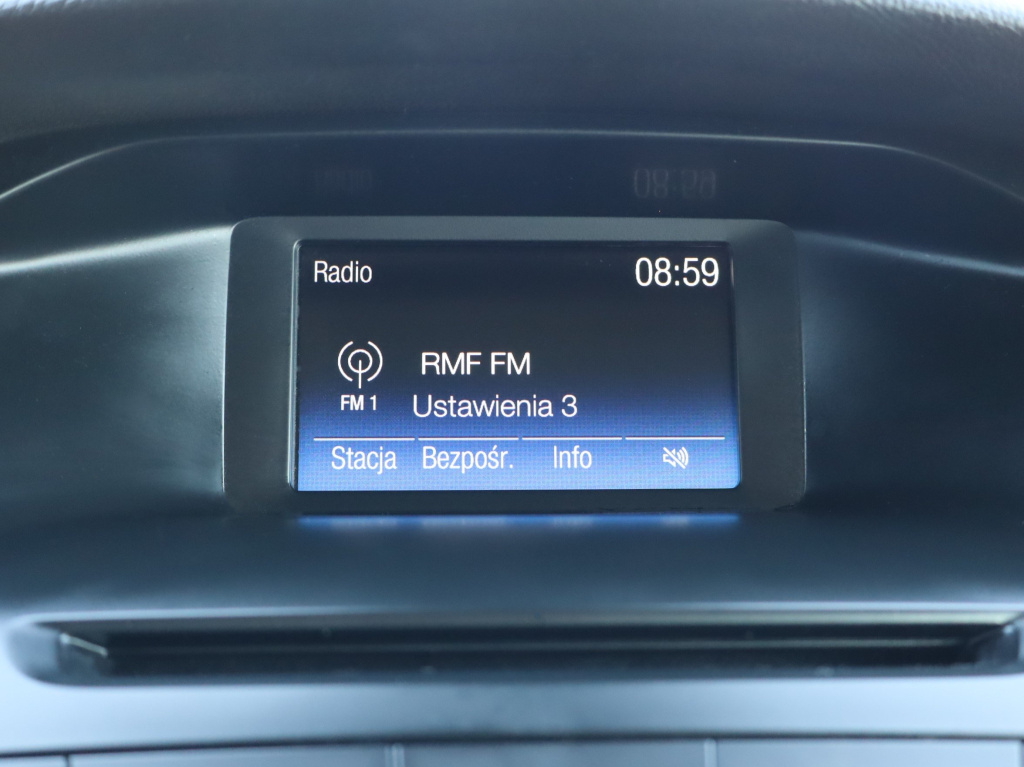 Radio 08:59
RMF FM
FM 1 Ustawienia 3
Stacja Bezpośr. Info